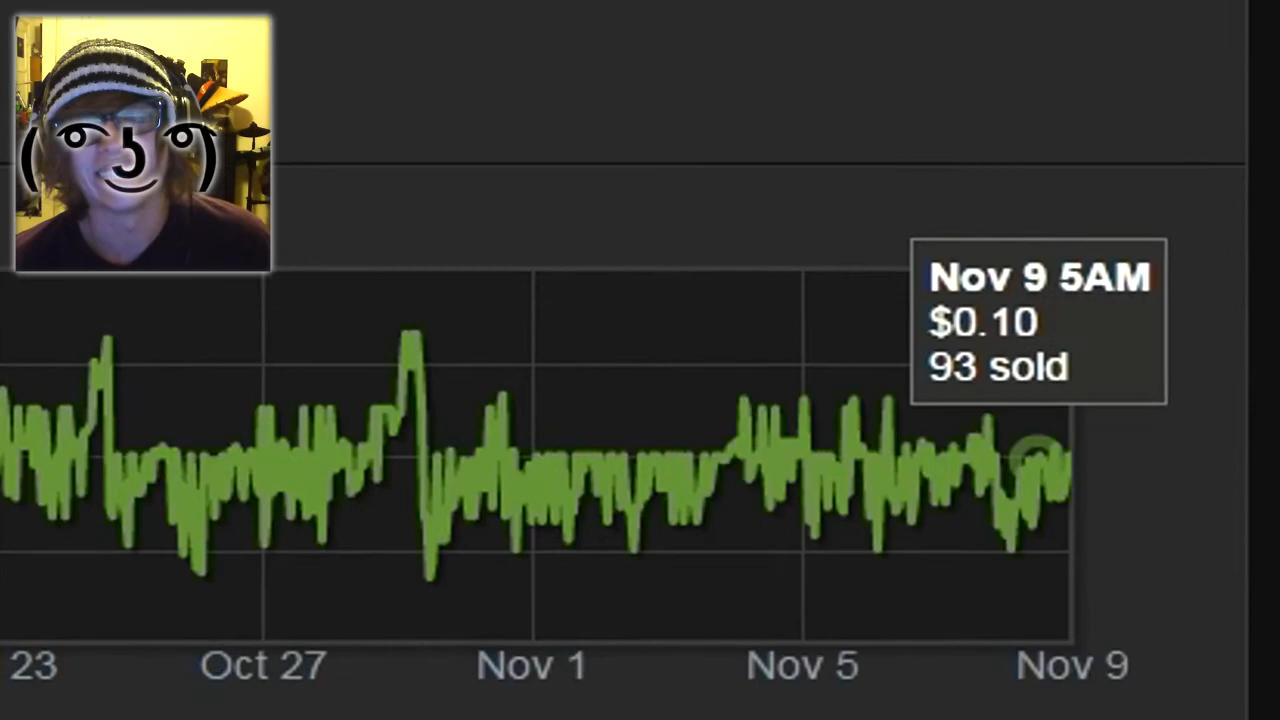 ( ͡° ͜ʖ ͡°)
Nov 9 5AM
$0.10
93 sold
23 Oct 27 Nov 1 Nov 5 Nov 9